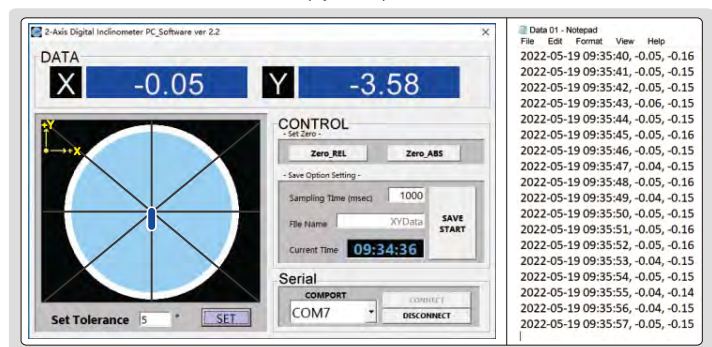 2-Axis Digital Inclinometer PC_Software ver 2.2
DATA
X -0.05 Y -3.58
+Y
+X
CONTROL
- Set Zero -
Zero_REL Zero_ABS
- Save Option Setting -
Sampling Time (msec) 1000
File Name XYData
SAVE START
Current Time 09:34:36
Serial
COMPORT
COM7
CONNECT
DISCONNECT
Set Tolerance 5 ° SET
Data 01 - Notepad
File Edit Format View Help
2022-05-19 09:35:40, -0.05, -0.16
2022-05-19 09:35:41, -0.05, -0.15
2022-05-19 09:35:42, -0.05, -0.15
2022-05-19 09:35:43, -0.06, -0.15
2022-05-19 09:35:44, -0.05, -0.15
2022-05-19 09:35:45, -0.05, -0.16
2022-05-19 09:35:46, -0.05, -0.15
2022-05-19 09:35:47, -0.04, -0.15
2022-05-19 09:35:48, -0.05, -0.16
2022-05-19 09:35:49, -0.04, -0.15
2022-05-19 09:35:50, -0.05, -0.15
2022-05-19 09:35:51, -0.05, -0.16
2022-05-19 09:35:52, -0.05, -0.16
2022-05-19 09:35:53, -0.04, -0.15
2022-05-19 09:35:54, -0.05, -0.15
2022-05-19 09:35:55, -0.04, -0.14
2022-05-19 09:35:56, -0.04, -0.15
2022-05-19 09:35:57, -0.05, -0.15